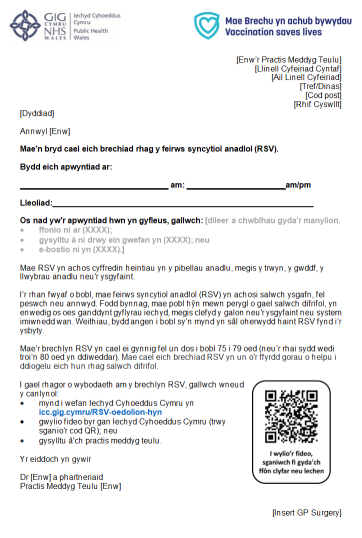 GIG
CYMRU
NHS
WALES
Iechyd Cyhoeddus
Cymru
Public Health
Wales
Mae Brechu yn achub bywydau
Vaccination saves lives
[Enw'r Practis Meddyg Teulu]
[Llinell Cyfeiriad Cyntaf]
[Ail Linell Cyfeiriad]
[Tref/Dinas]
[Cod post]
[Rhif Cyswllt]
[Dyddiad]
Annwyl [Enw]
Mae'n bryd cael eich brechiad rhag y feirws syncytiol anadlol (RSV).
Bydd eich apwyntiad ar:
am: am/pm
Lleoliad:
Os nad yw'r apwyntiad hwn yn gyfleus, gallwch: [dileer a chwblhau gyda'r manylion.
• ffonio ni ar (XXXX);
• gysylltu â ni drwy ein gwefan yn (XXXX); neu
• e-bostio ni yn (XXXX).]
Mae RSV yn achos cyffredin heintiau yn y pibellau anadlu, megis y trwyn, y gwddf, y
llwybrau anadlu neu'r ysgyfaint.
I'r rhan fwyaf o bobl, mae feirws syncytiol anadlol (RSV) yn achosi salwch ysgafn, fel
peswch neu annwyd. Fodd bynnag, mae pobl hŷn mewn perygl o gael salwch difrifol, yn
enwedig os oes ganddynt gyflyrau iechyd, megis clefyd y galon neu'r ysgyfaint neu system
imiwnedd wan. Weithiau, bydd angen i bobl sy'n mynd yn sâl oherwydd haint RSV fynd i'r
ysbyty.
Mae'r brechlyn RSV yn cael ei gynnig fel un dos i bobl 75 i 79 oed (neu'r rhai sydd wedi
troi'n 80 oed yn ddiweddar). Mae cael eich brechiad RSV yn un o'r ffyrdd gorau o helpu i
ddiogelu eich hun rhag salwch difrifol.
I gael rhagor o wybodaeth am y brechlyn RSV, gallwch wneud
y canlynol:
• mynd i wefan Iechyd Cyhoeddus Cymru yn
icc.gig.cymru/RSV-oedolion-hyn
• gwylio fideo byr gan Iechyd Cyhoeddus Cymru (trwy
sganio'r cod QR); neu
• gysylltu â'ch practis meddyg teulu.
I wylio'r fideo,
sganiwch fi gyda'ch
ffôn clyfar neu lechen
Yr eiddoch yn gywir
Dr [Enw] a phartneriaid
Practis Meddyg Teulu [Enw]
[Insert GP Surgery]